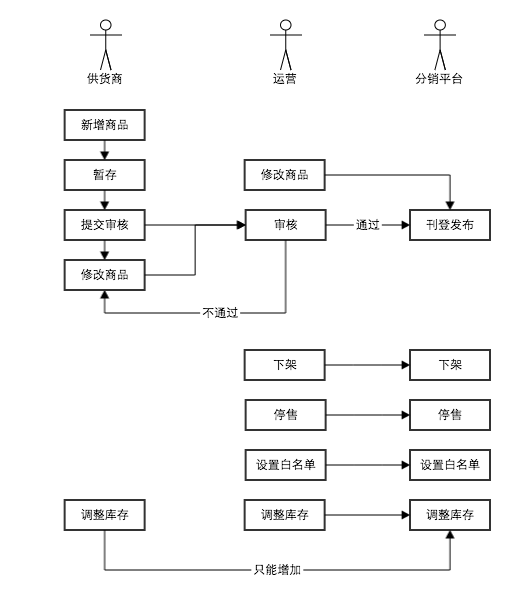 供货商
运营
分销平台
新增商品
暂存
修改商品
提交审核
审核
通过
刊登发布
修改商品
不通过
下架
下架
停售
停售
设置白名单
设置白名单
调整库存
调整库存
调整库存
只能增加